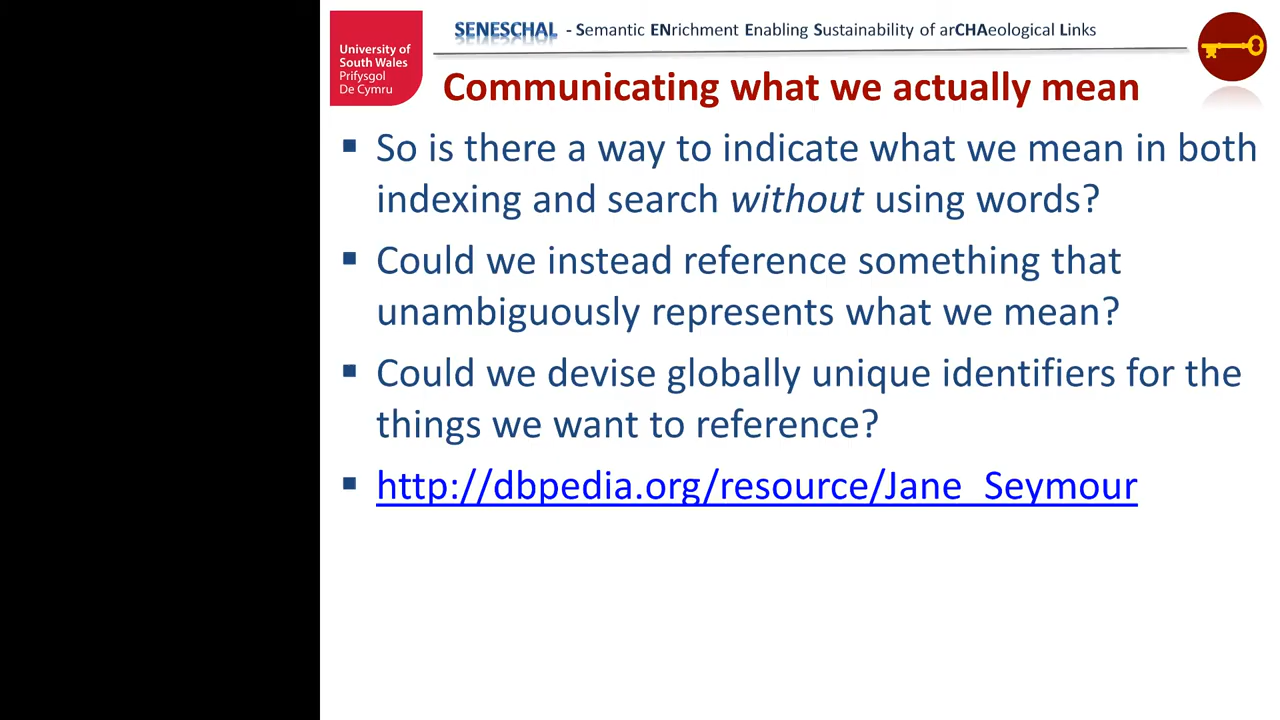 University of
South Wales
Prifysgol
De Cymru
SENESCHAL - Semantic ENrichment Enabling Sustainability of arCHAeological Links
Communicating what we actually mean
▪ So is there a way to indicate what we mean in both
indexing and search without using words?
▪ Could we instead reference something that
unambiguously represents what we mean?
▪ Could we devise globally unique identifiers for the
things we want to reference?
▪ http://dbpedia.org/resource/Jane_Seymour